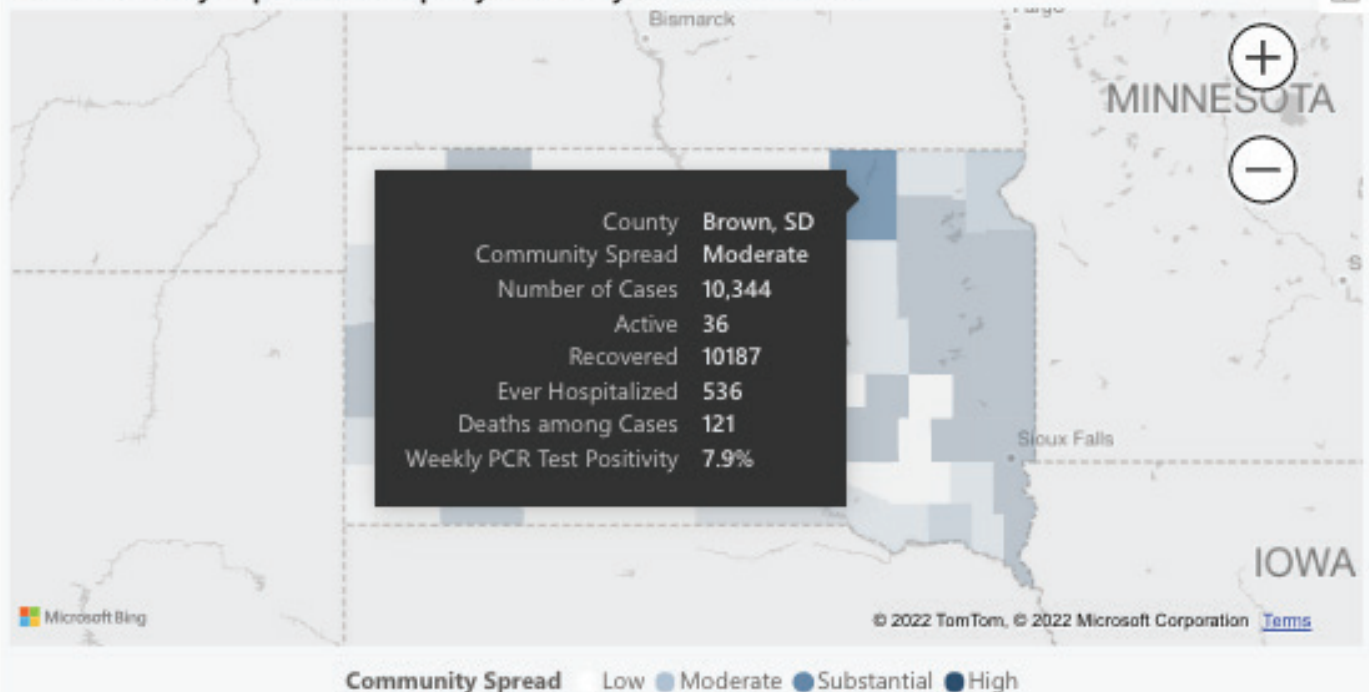 Bismarck
MINNESOTA
County Brown, SD
Community Spread Moderate
Number of Cases 10,344
Active 36
Recovered 10187
Ever Hospitalized 536
Deaths among Cases 121
Weekly PCR Test Positivity 7.9%
Sioux Falls
IOWA
Microsoft Bing
© 2022 TomTom, © 2022 Microsoft Corporation Terms
Community Spread Low Moderate Substantial High